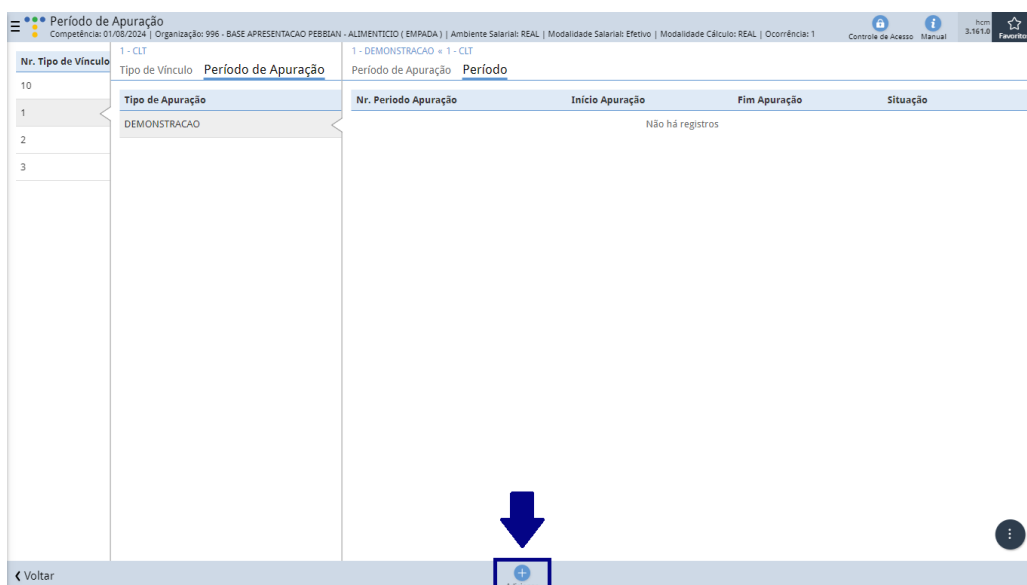 Período de Apuração
Competência: 01/08/2024 | Organização: 996 - BASE APRESENTACAO PEBBIAN - ALIMENTICIO ( EMPADA ) | Ambiente Salarial: REAL | Modalidade Salarial: Efetivo | Modalidade Cálculo: REAL | Ocorrência: 1
Controle de Acesso
Manual
hcm
3.161.0
Favorito
Nr. Tipo de Vínculo
10
1
2
3
1 - CLT
Tipo de Vínculo Período de Apuração
Tipo de Apuração
DEMONSTRACAO
1 - DEMONSTRACAO « 1 - CLT
Período de Apuração Período
Nr. Periodo Apuração Início Apuração Fim Apuração Situação
Não há registros
Voltar